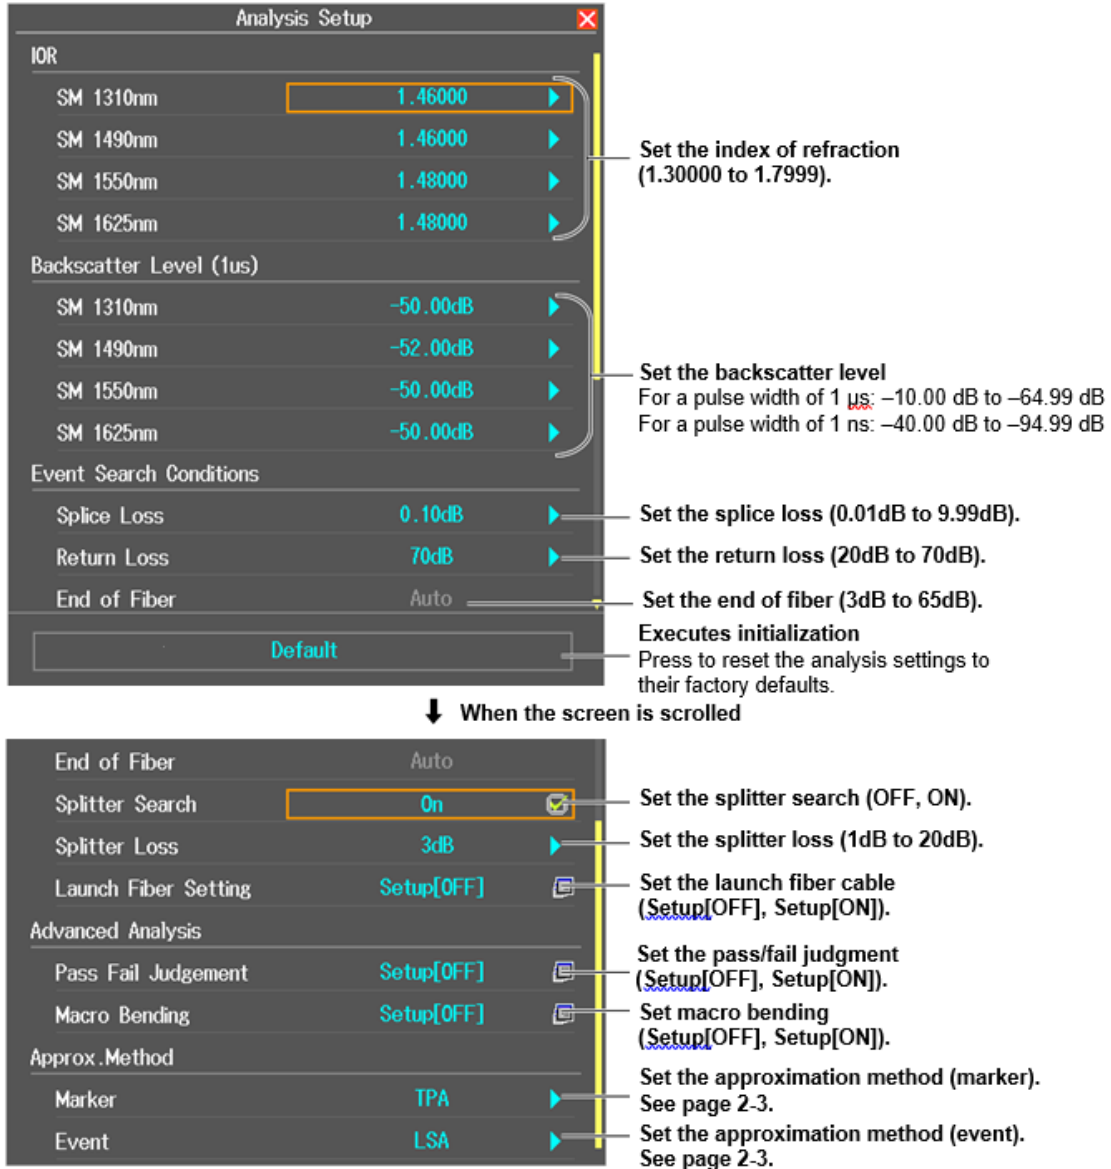 Analysis Setup
IOR
SM 1310nm 1.46000
SM 1490nm 1.46000
SM 1550nm 1.48000
SM 1625nm 1.48000
Set the index of refraction
(1.30000 to 1.7999).
Backscatter Level (1us)
SM 1310nm -50.00dB
SM 1490nm -52.00dB
SM 1550nm -50.00dB
SM 1625nm -50.00dB
Set the backscatter level
For a pulse width of 1 μs: –10.00 dB to –64.99 dB
For a pulse width of 1 ns: –40.00 dB to –94.99 dB
Event Search Conditions
Splice Loss 0.10dB Set the splice loss (0.01dB to 9.99dB).
Return Loss 70dB Set the return loss (20dB to 70dB).
End of Fiber Auto Set the end of fiber (3dB to 65dB).
Default
Executes initialization
Press to reset the analysis settings to
their factory defaults.
When the screen is scrolled
End of Fiber Auto
Splitter Search On Set the splitter search (OFF, ON).
Splitter Loss 3dB Set the splitter loss (1dB to 20dB).
Launch Fiber Setting Setup[OFF] Set the launch fiber cable
(Setup[OFF], Setup[ON]).
Advanced Analysis
Pass Fail Judgement Setup[OFF] Set the pass/fail judgment
(Setup[OFF], Setup[ON]).
Macro Bending Setup[OFF] Set macro bending
(Setup[OFF], Setup[ON]).
Approx.Method
Marker TPA Set the approximation method (marker).
See page 2-3.
Event LSA Set the approximation method (event).
See page 2-3.